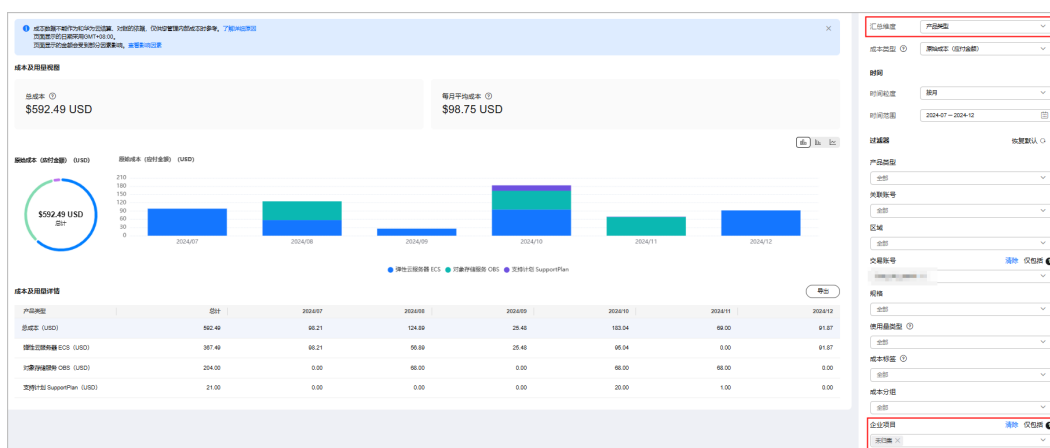 成本数据不能作为和华为云结算、对账的依据，仅供您管理内部成本时参考。了解详细原因
页面显示的日期采用GMT+08:00。
页面显示的金额会受到部分因素影响。查看影响因素
成本及用量视图
总成本
$592.49 USD
每月平均成本
$98.75 USD
原始成本（应付金额）（USD）
原始成本（应付金额）（USD）
$592.49 USD
总计
210
180
150
120
90
60
30
0
2024/07 2024/08 2024/09 2024/10 2024/11 2024/12
弹性云服务器 ECS 对象存储服务 OBS 支持计划 SupportPlan
成本及用量详情
导出
产品类型 总计 2024/07 2024/08 2024/09 2024/10 2024/11 2024/12
总成本（USD） 592.49 98.21 124.89 25.48 183.04 69.00 91.87
弹性云服务器 ECS（USD） 367.49 98.21 56.89 25.48 95.04 0.00 91.87
对象存储服务 OBS（USD） 204.00 0.00 68.00 0.00 68.00 68.00 0.00
支持计划 SupportPlan（USD） 21.00 0.00 0.00 0.00 20.00 1.00 0.00
汇总维度 产品类型
成本类型 原始成本（应付金额）
时间
时间粒度 按月
时间范围 2024-07 – 2024-12
过滤器 恢复默认
产品类型
全部
关联账号
全部
区域
全部
交易账号 清除 仅包括
规格
全部
使用量类型
全部
成本标签
全部
成本分组
全部
企业项目 清除 仅包括
未归集